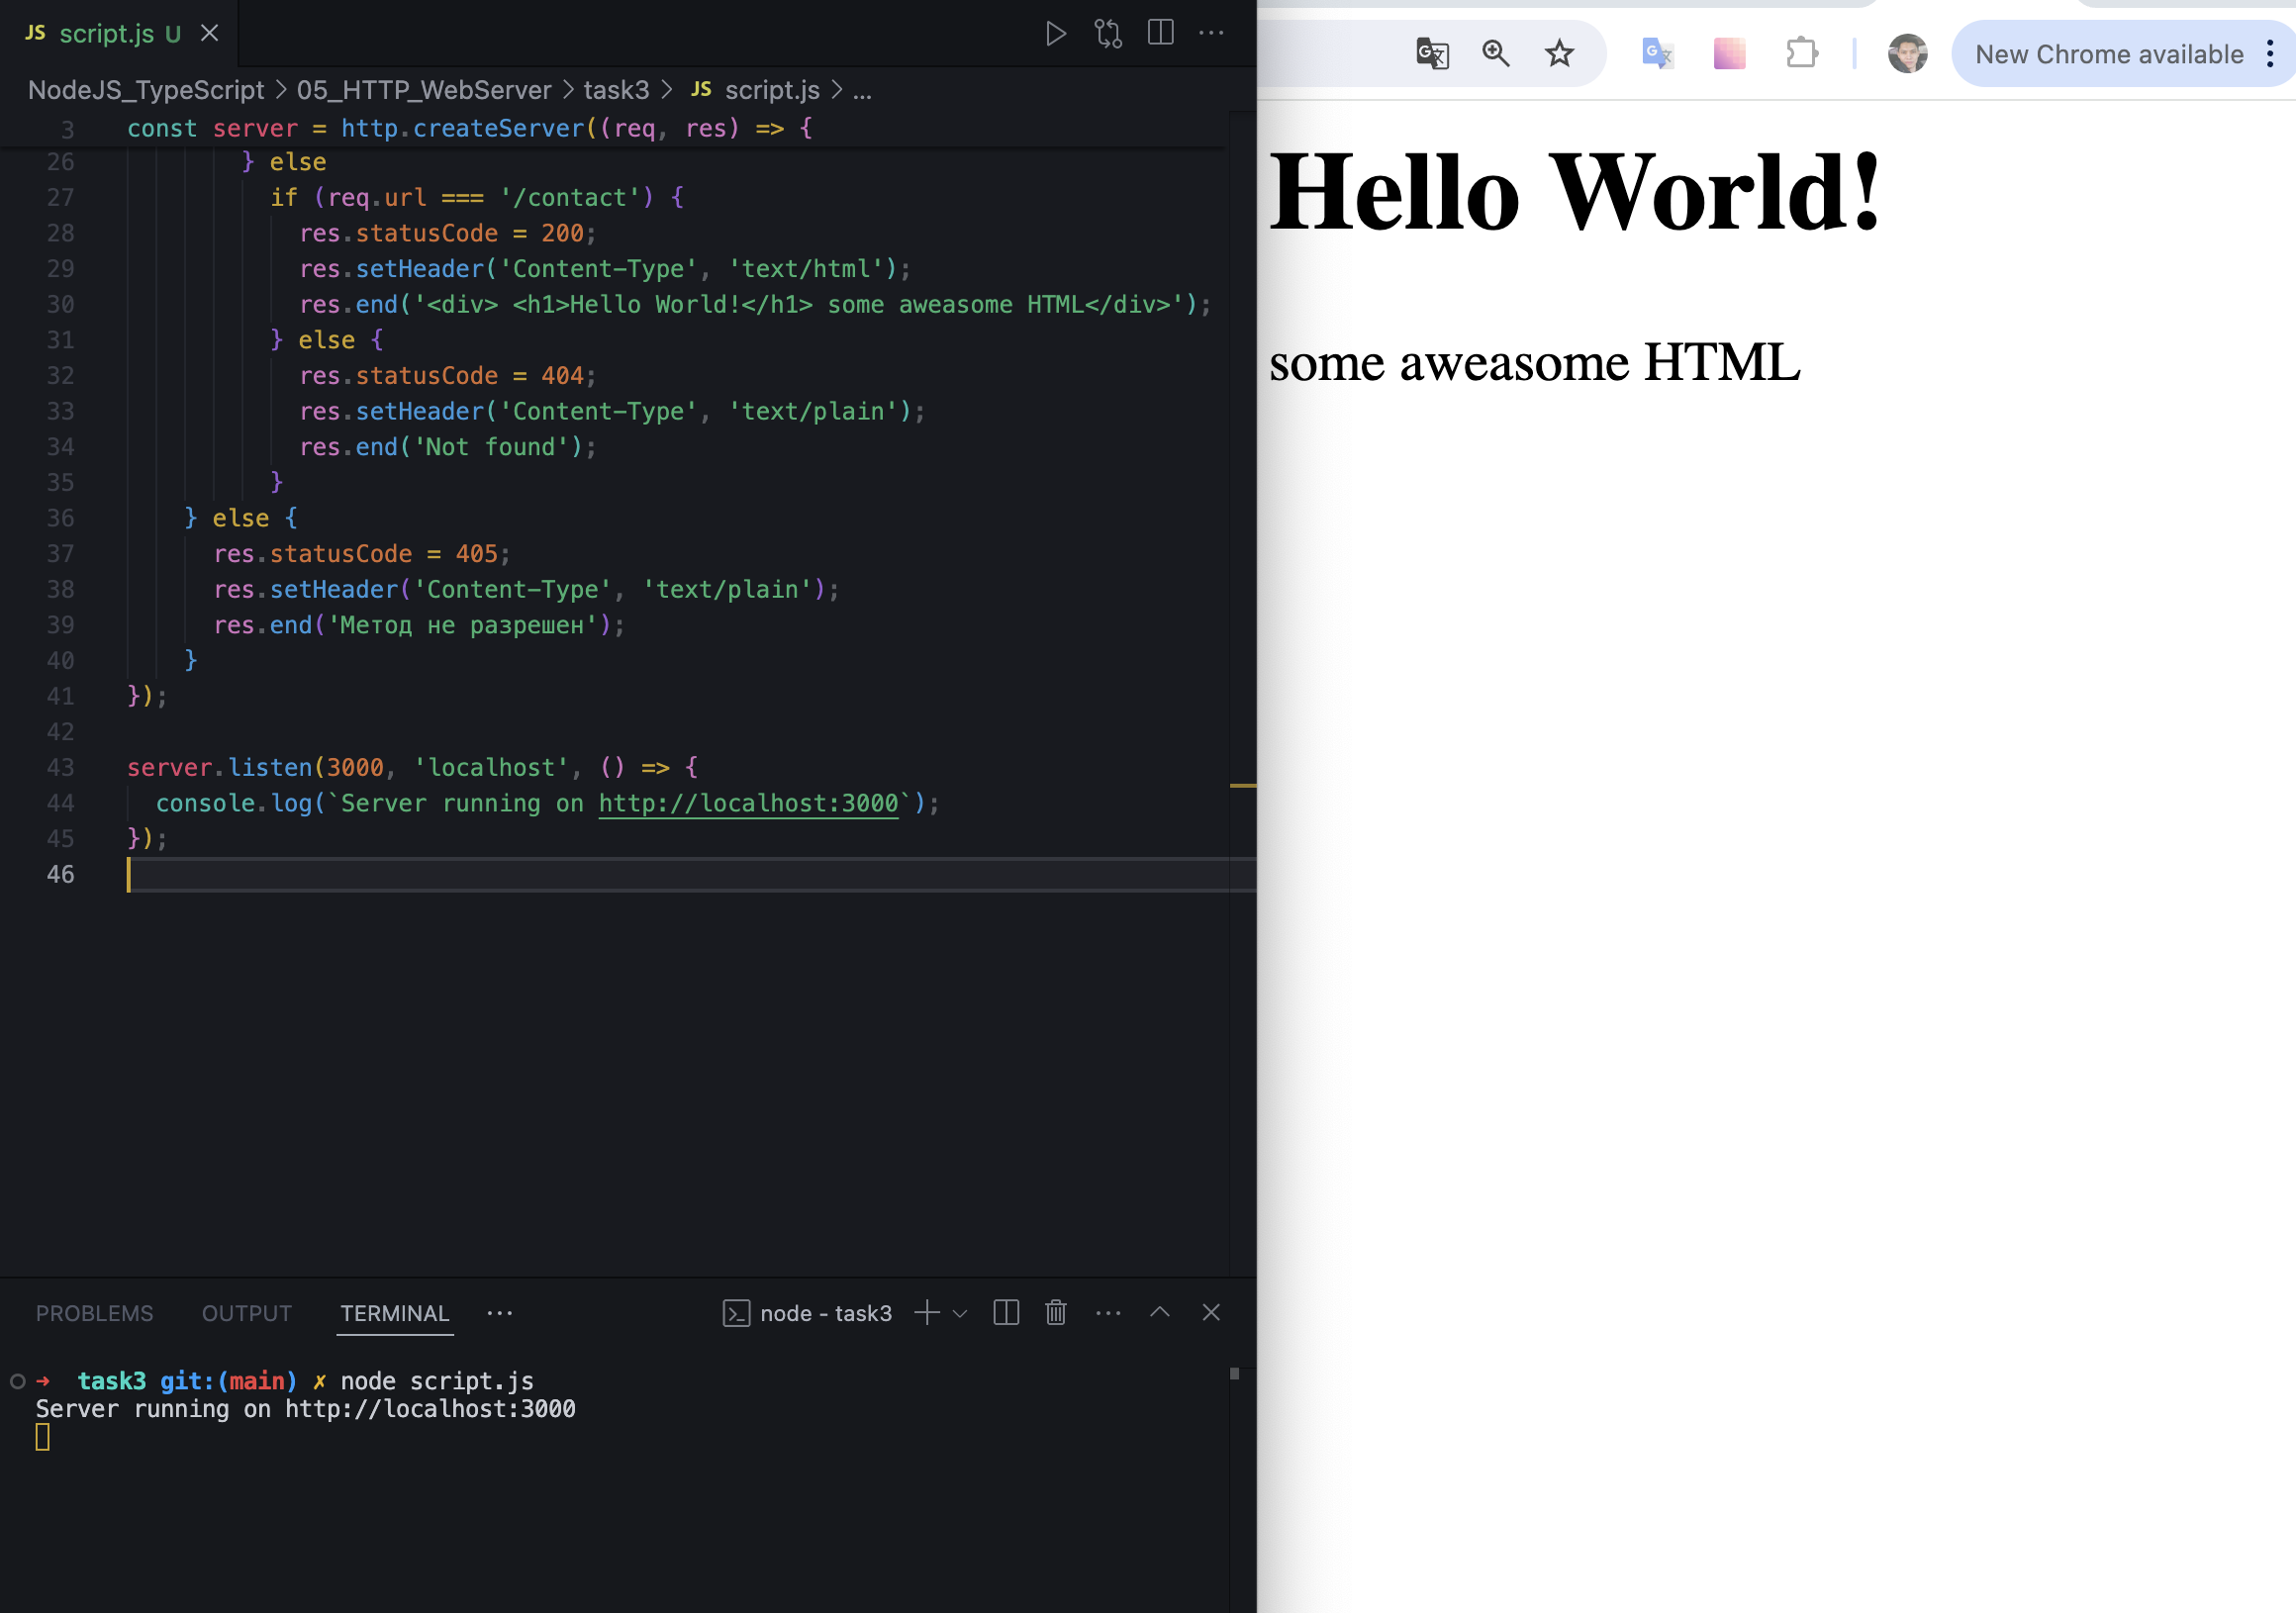 JS script.js U
NodeJS_TypeScript > 05_HTTP_WebServer > task3 > JS script.js > ...
3 const server = http.createServer((req, res) => {
26 } else
27 if (req.url === '/contact') {
28 res.statusCode = 200;
29 res.setHeader('Content-Type', 'text/html');
30 res.end('<div> <h1>Hello World!</h1> some aweasome HTML</div>');
31 } else {
32 res.statusCode = 404;
33 res.setHeader('Content-Type', 'text/plain');
34 res.end('Not found');
35 }
36 } else {
37 res.statusCode = 405;
38 res.setHeader('Content-Type', 'text/plain');
39 res.end('Метод не разрешен');
40 }
41 });
42
43 server.listen(3000, 'localhost', () => {
44 console.log(`Server running on http://localhost:3000`);
45 });
46
PROBLEMS OUTPUT TERMINAL ... node - task3
→ task3 git:(main) ✗ node script.js
Server running on http://localhost:3000
New Chrome available
Hello World!
some aweasome HTML